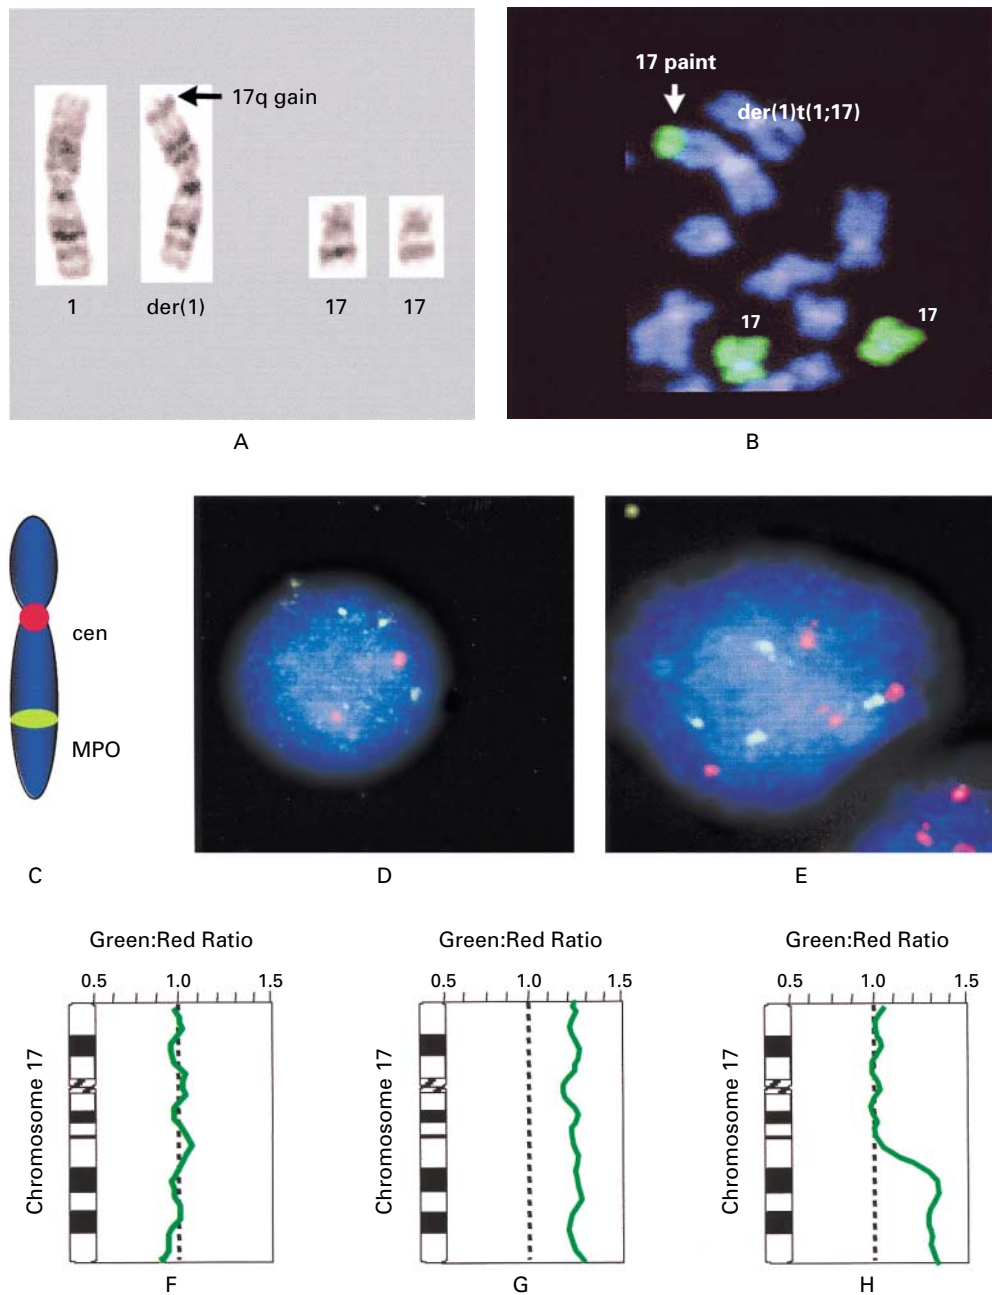 17q gain
1
der(1)
17
17
A
17 paint
der(1)t(1;17)
17
17
B
cen
MPO
C
D
E
Green:Red Ratio
0.5
1.0
1.5
Chromosome 17
F
Green:Red Ratio
0.5
1.0
1.5
Chromosome 17
G
Green:Red Ratio
0.5
1.0
1.5
Chromosome 17
H